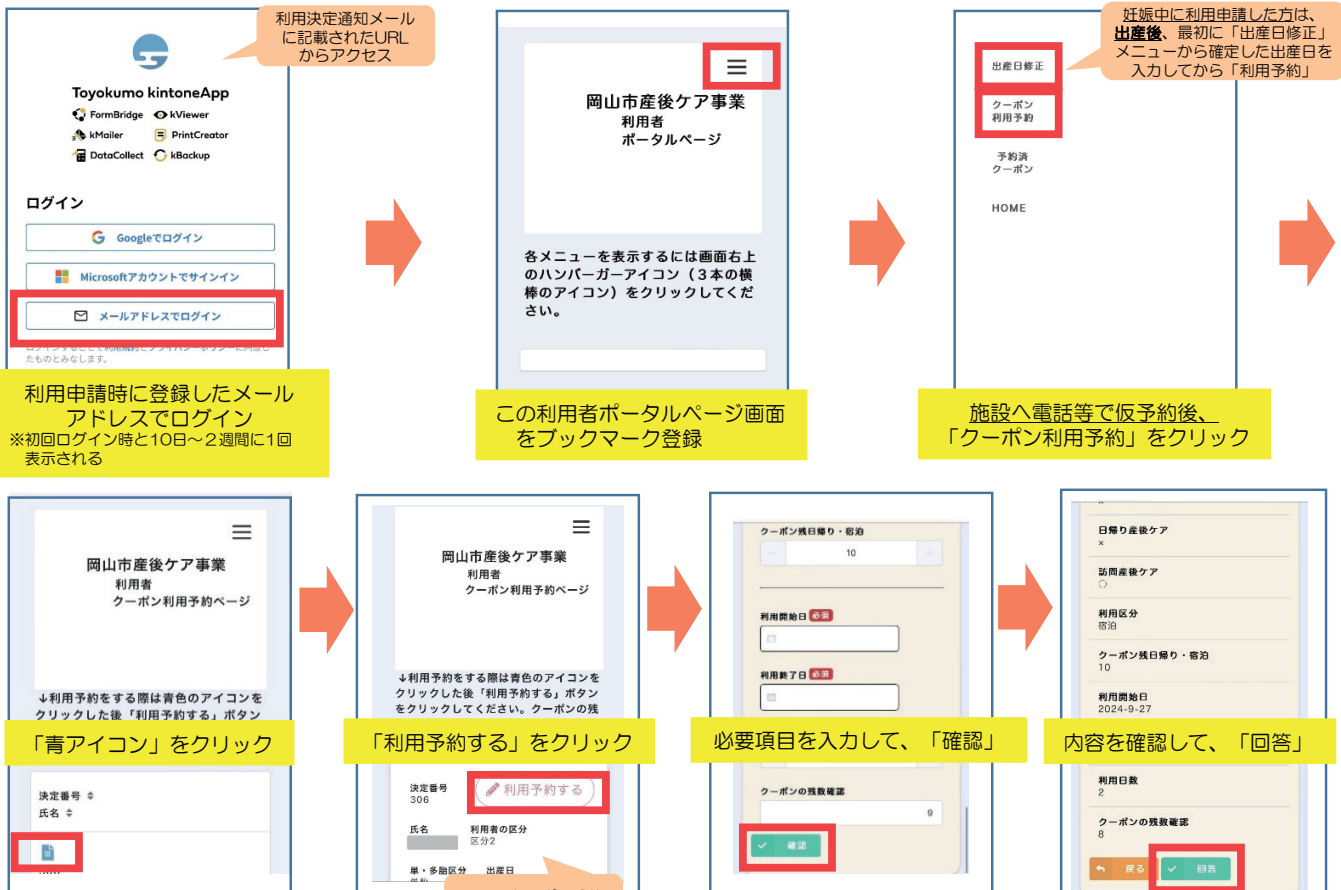 利用決定通知メール
に記載されたURL
からアクセス
Toyokumo kintoneApp
FormBridge kViewer
kMailer PrintCreator
DataCollect kBackup
ログイン
Googleでログイン
Microsoftアカウントでサインイン
メールアドレスでログイン
たものとみなします。
利用申請時に登録したメール
アドレスでログイン
※初回ログイン時と10日~2週間に1回
表示される
岡山市産後ケア事業
利用者
ポータルページ
各メニューを表示するには画面右上
のハンバーガーアイコン(3本の横
棒のアイコン)をクリックしてくだ
さい。
この利用者ポータルページ画面
をブックマーク登録
妊娠中に利用申請した方は、
出産後、最初に「出産日修正」
メニューから確定した出産日を
入力してから「利用予約」
出産日修正
クーポン
利用予約
予約済
クーポン
HOME
施設へ電話等で仮予約後、
「クーポン利用予約」をクリック
岡山市産後ケア事業
利用者
クーポン利用予約ページ
↓利用予約をする際は青色のアイコンを
クリックした後「利用予約する」ボタン
「青アイコン」をクリック
決定番号
氏名
岡山市産後ケア事業
利用者
クーポン利用予約ページ
↓利用予約をする際は青色のアイコンを
クリックした後「利用予約する」ボタン
をクリックしてください。クーポンの残
「利用予約する」をクリック
決定番号
306
利用予約する
氏名 利用者の区分
区分2
単・多胎区分 出産日
クーポン残日帰り・宿泊
10
利用開始日 必須
利用終了日 必須
必要項目を入力して、「確認」
クーポンの残数確認
9
確認
日帰り産後ケア
×
訪問産後ケア
○
利用区分
宿泊
クーポン残日帰り・宿泊
10
利用開始日
2024-9-27
内容を確認して、「回答」
利用日数
2
クーポンの残数確認
8
戻る 回答